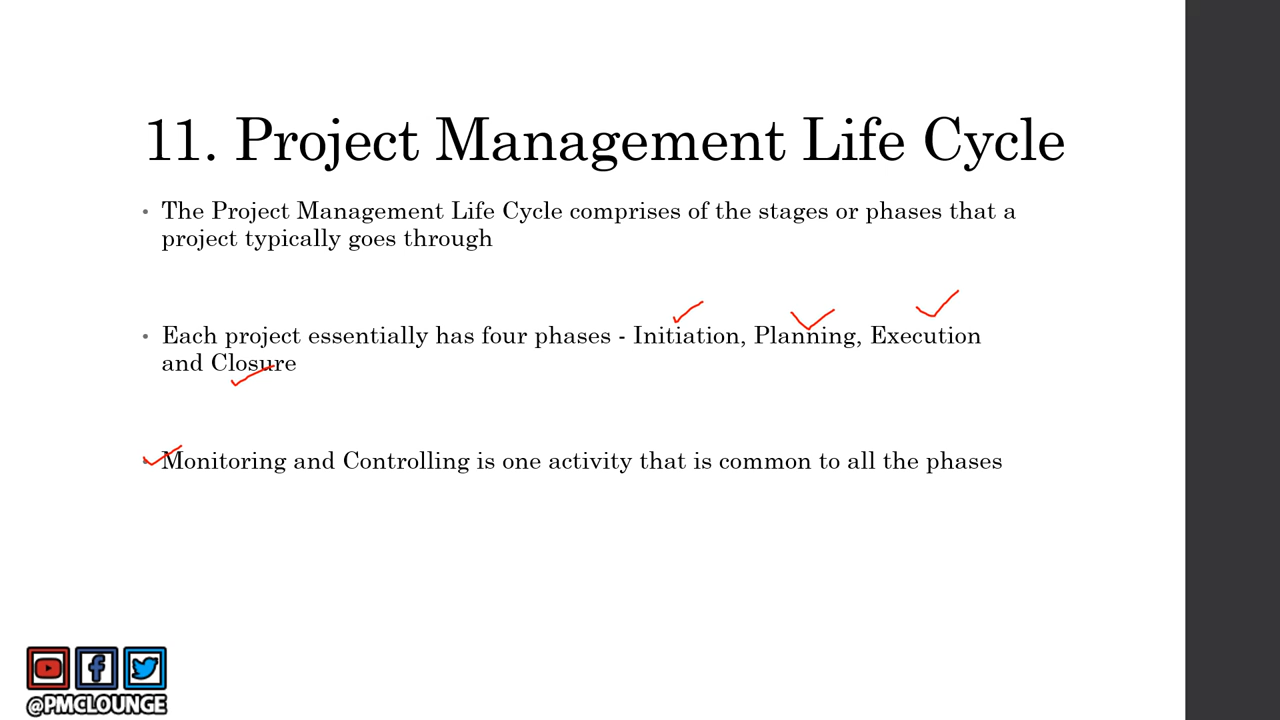 11. Project Management Life Cycle
• The Project Management Life Cycle comprises of the stages or phases that a
project typically goes through
• Each project essentially has four phases - Initiation, Planning, Execution
and Closure
• Monitoring and Controlling is one activity that is common to all the phases
@PMCLOUNGE